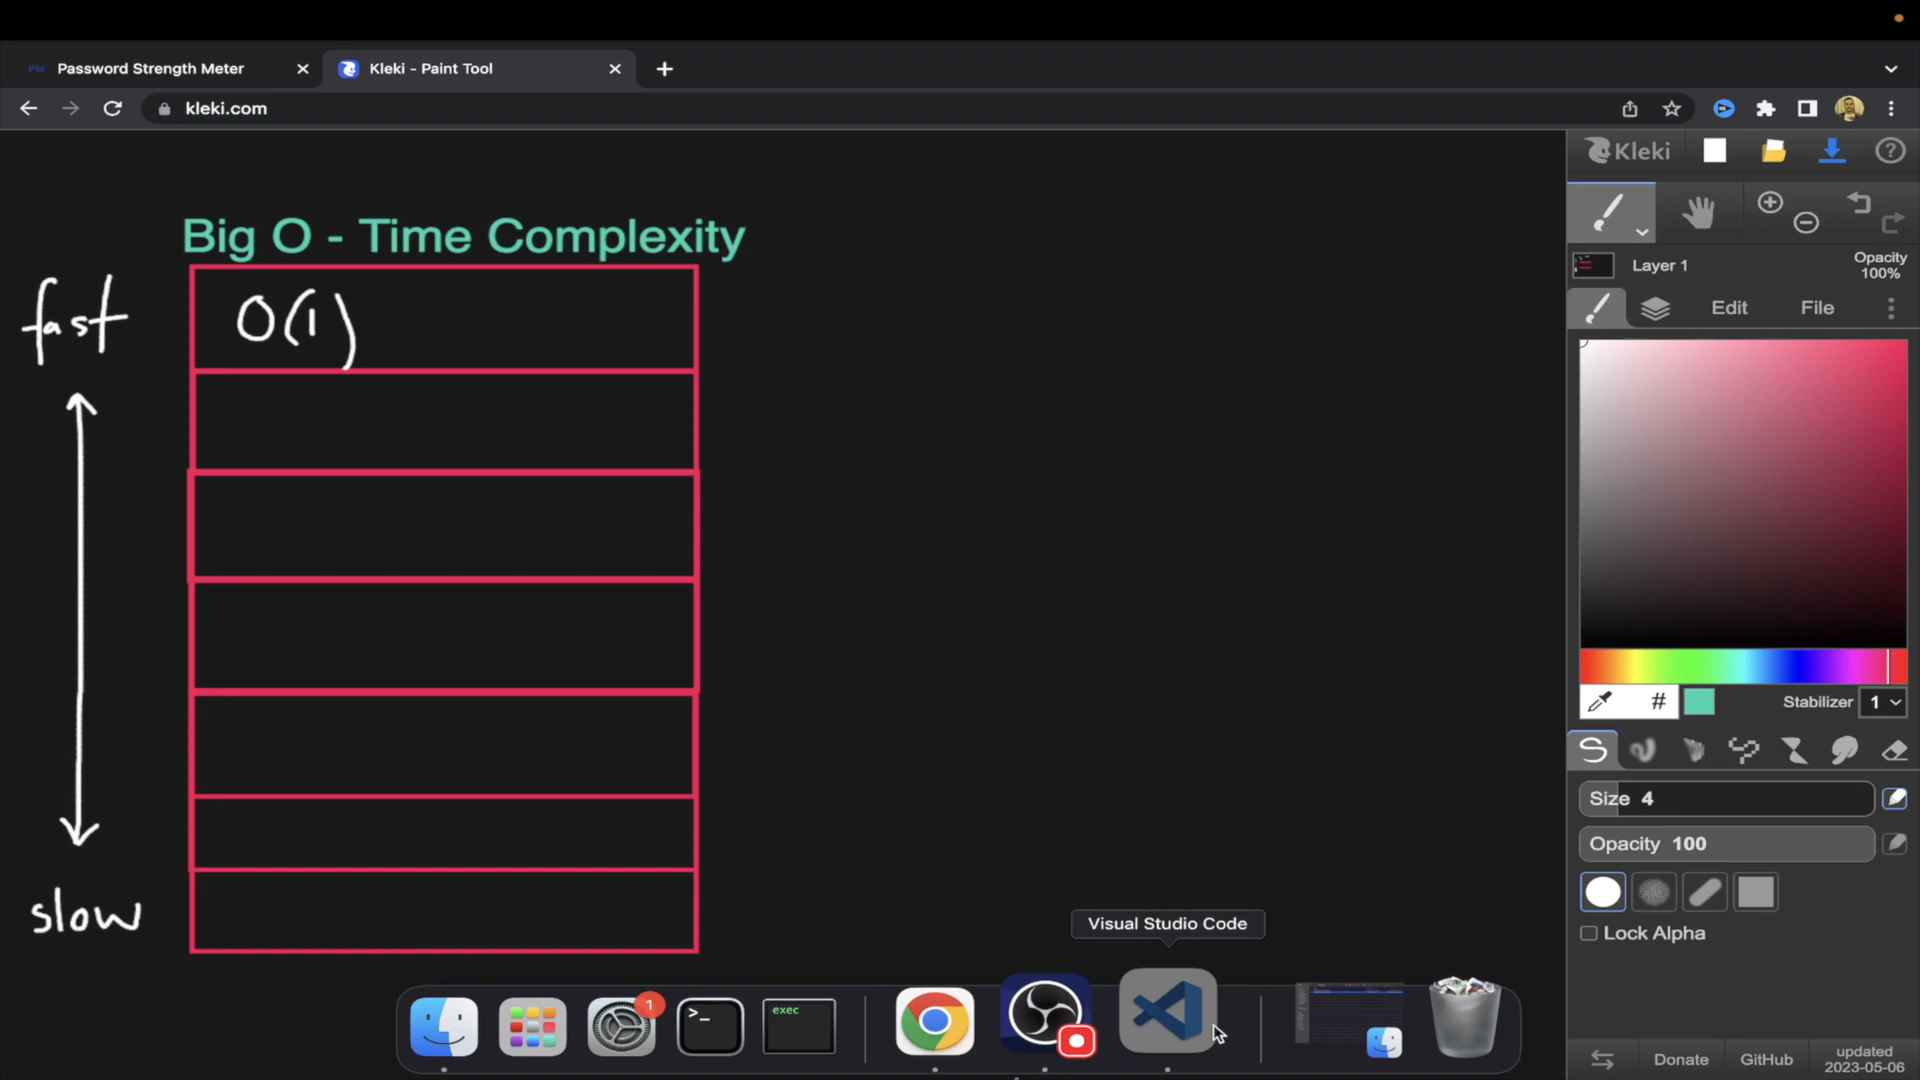 PM Password Strength Meter
Kleki - Paint Tool
kleki.com
Kleki
Layer 1
Opacity
100%
Edit File
Big O - Time Complexity
fast
O(1)
slow
# Stabilizer 1
Size 4
Opacity 100
Lock Alpha
Visual Studio Code
1
>_
exec
Donate GitHub updated
2023-05-06